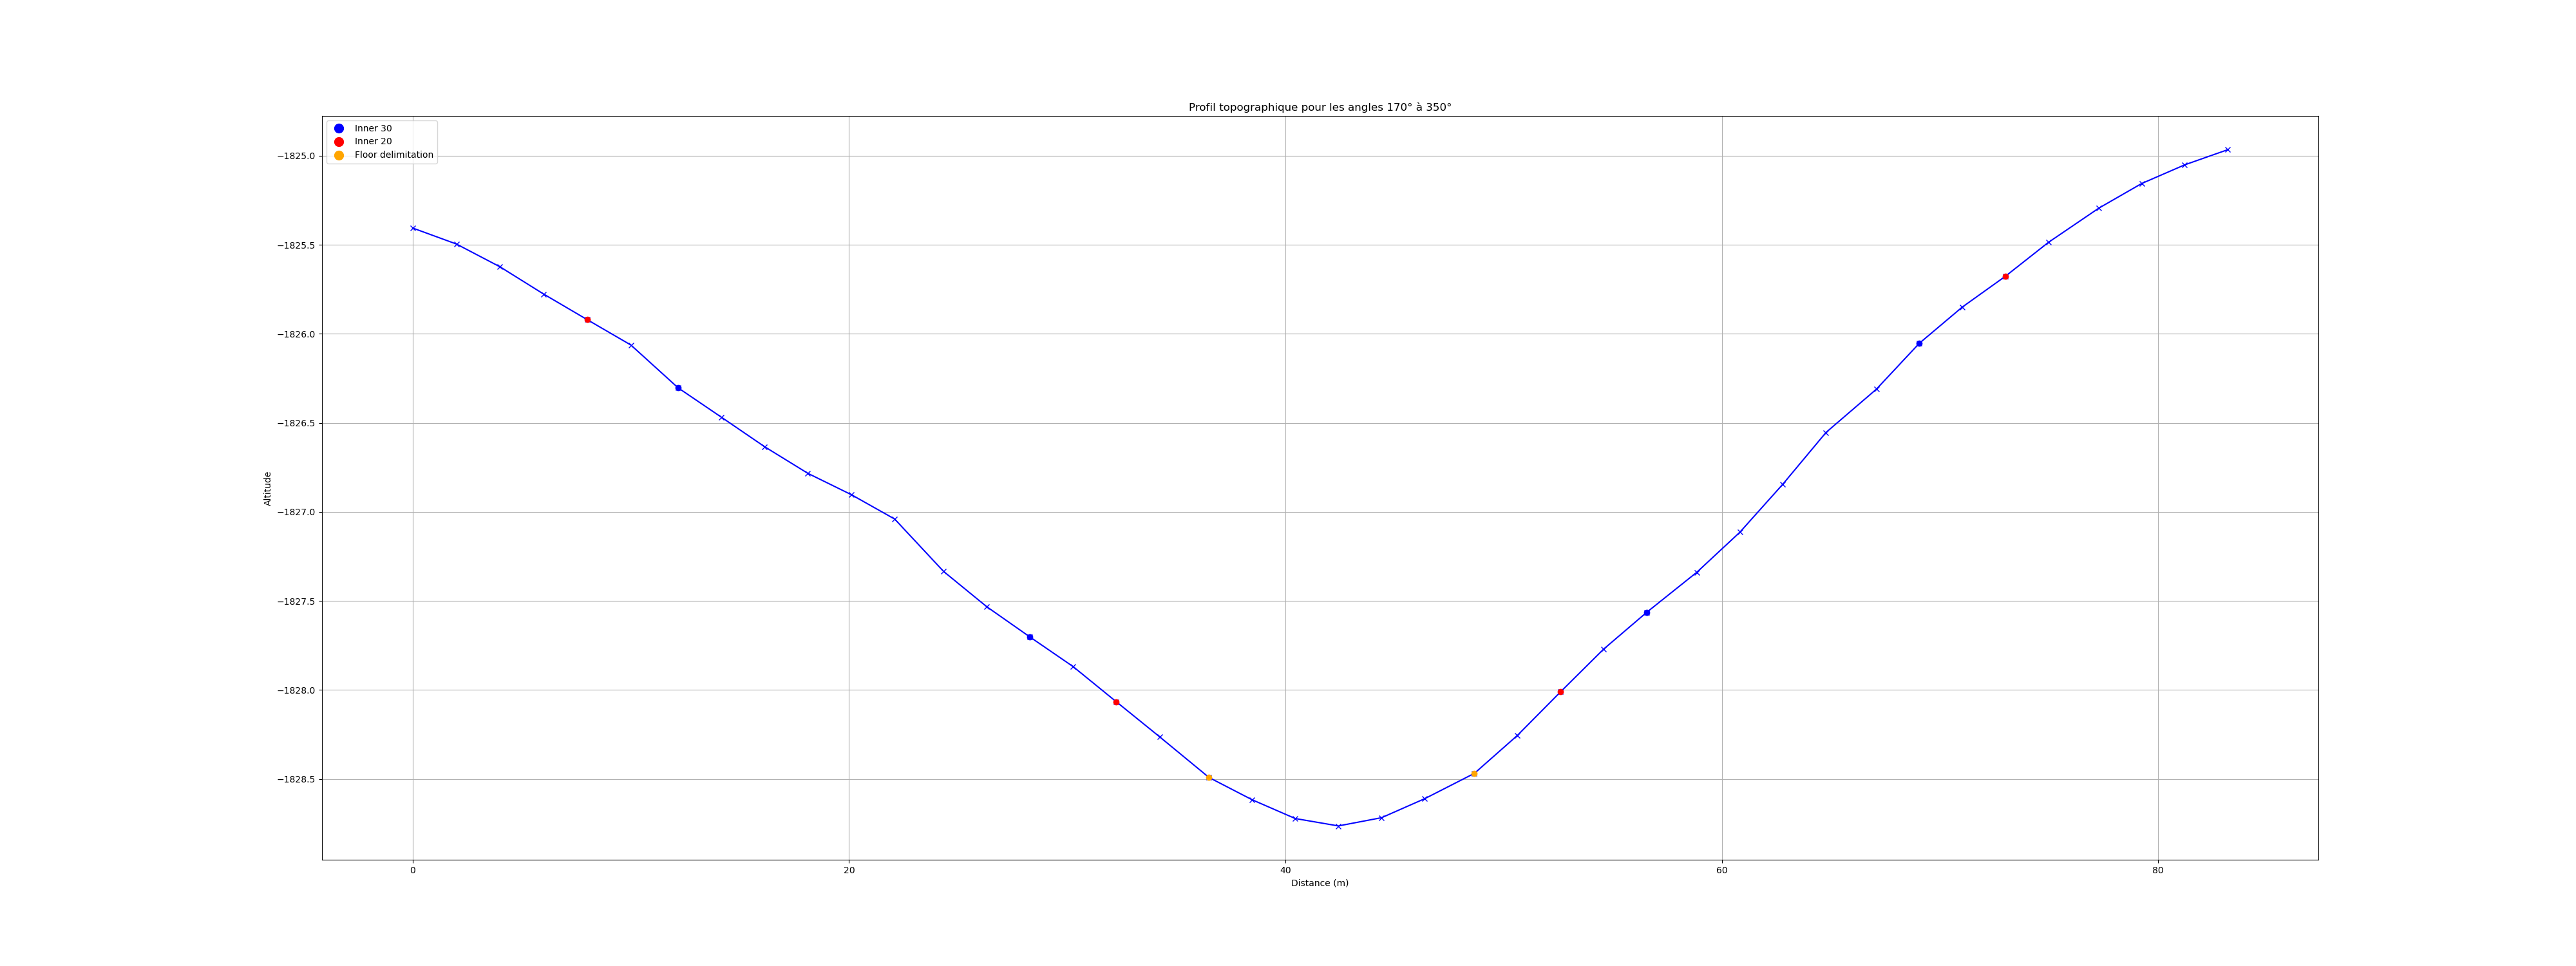 Profil topographique pour les angles 170° à 350°
Inner 30
Inner 20
Floor delimitation
−1825.0
−1825.5
−1826.0
−1826.5
−1827.0
−1827.5
−1828.0
−1828.5
Altitude
0 20 40 60 80
Distance (m)